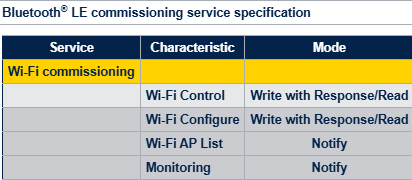 Bluetooth® LE commissioning service specification
Service Characteristic Mode
Wi-Fi commissioning
Wi-Fi Control Write with Response/Read
Wi-Fi Configure Write with Response/Read
Wi-Fi AP List Notify
Monitoring Notify